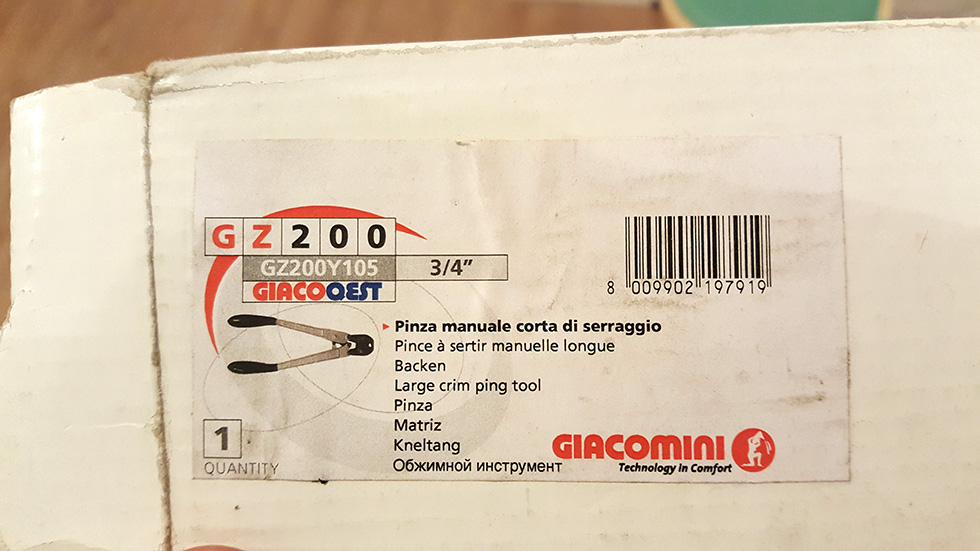 GZ200
GZ200Y105 3/4”
GIACOQEST
8 009902 197919
Pinza manuale corta di serraggio
Pince à sertir manuelle longue
Backen
Large crim ping tool
Pinza
Matriz
Kneltang
Обжимной инструмент
1
QUANTITY
GIACOMINI
Technology in Comfort